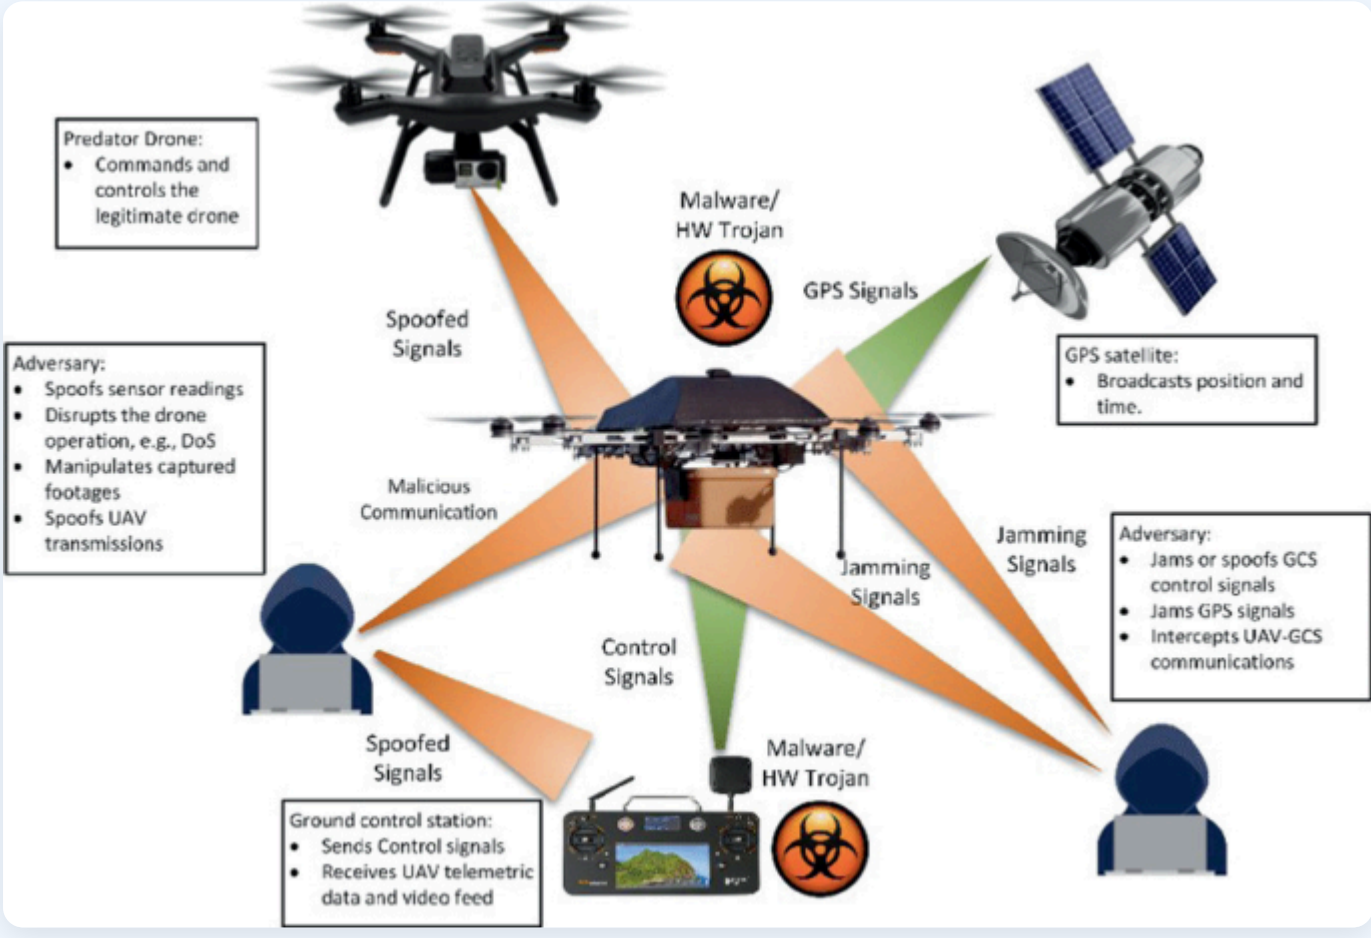 Predator Drone:
• Commands and
controls the
legitimate drone
Malware/
HW Trojan
GPS Signals
Spoofed
Signals
GPS satellite:
• Broadcasts position and
time.
Adversary:
• Spoofs sensor readings
• Disrupts the drone
operation, e.g., DoS
• Manipulates captured
footages
• Spoofs UAV
transmissions
Malicious
Communication
Jamming
Signals
Jamming
Signals
Adversary:
• Jams or spoofs GCS
control signals
• Jams GPS signals
• Intercepts UAV-GCS
communications
Control
Signals
Spoofed
Signals
Malware/
HW Trojan
Ground control station:
• Sends Control signals
• Receives UAV telemetric
data and video feed